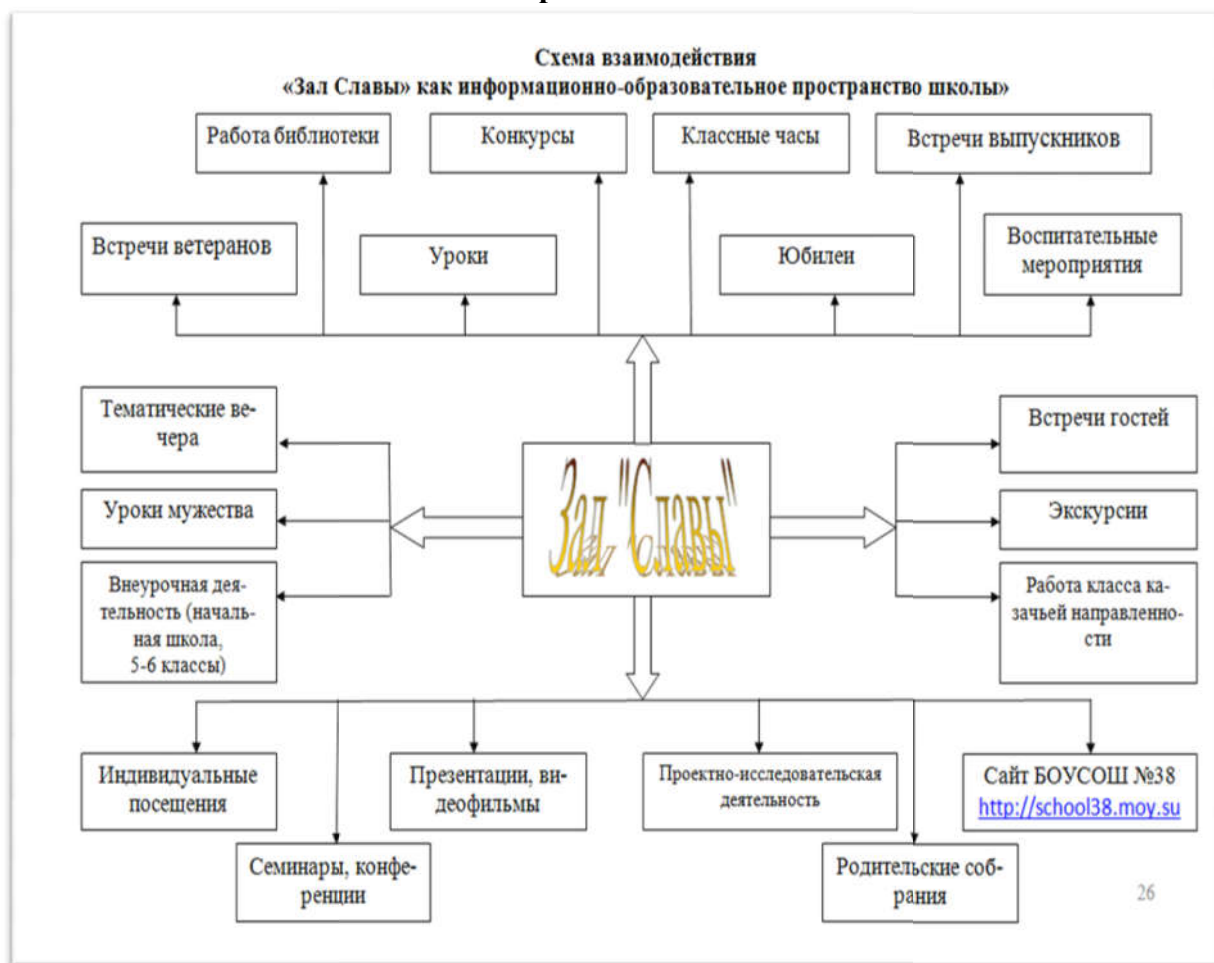 Схема взаимодействия
«Зал Славы» как информационно-образовательное пространство школы»
Работа библиотеки
Конкурсы
Классные часы
Встречи выпускников
Встречи ветеранов
Уроки
Юбилеи
Воспитательные
мероприятия
Тематические ве-
чера
Уроки мужества
Внеурочная дея-
тельность (началь-
ная школа,
5-6 классы)
Зал "Славы"
Встречи гостей
Экскурсии
Работа класса ка-
зачьей направленно-
сти
Индивидуальные
посещения
Презентации, ви-
деофильмы
Проектно-исследовательская
деятельность
Сайт БОУСОШ №38
http://school38.moy.su
Семинары, конфе-
ренции
Родительские соб-
рания
26